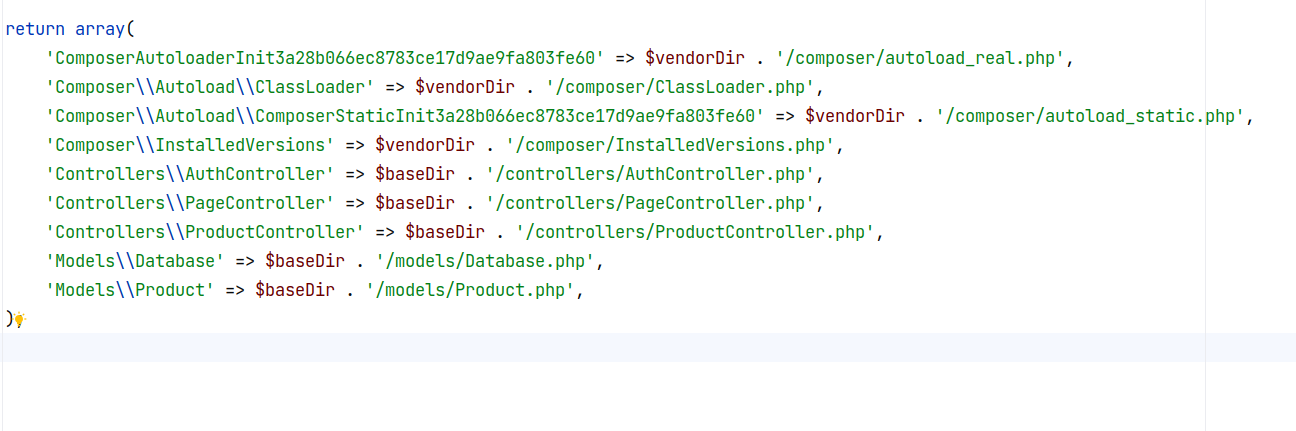 return array(
    'ComposerAutoloaderInit3a28b066ec8783ce17d9ae9fa803fe60' => $vendorDir . '/composer/autoload_real.php',
    'Composer\\Autoload\\ClassLoader' => $vendorDir . '/composer/ClassLoader.php',
    'Composer\\Autoload\\ComposerStaticInit3a28b066ec8783ce17d9ae9fa803fe60' => $vendorDir . '/composer/autoload_static.php',
    'Composer\\InstalledVersions' => $vendorDir . '/composer/InstalledVersions.php',
    'Controllers\\AuthController' => $baseDir . '/controllers/AuthController.php',
    'Controllers\\PageController' => $baseDir . '/controllers/PageController.php',
    'Controllers\\ProductController' => $baseDir . '/controllers/ProductController.php',
    'Models\\Database' => $baseDir . '/models/Database.php',
    'Models\\Product' => $baseDir . '/models/Product.php',
)